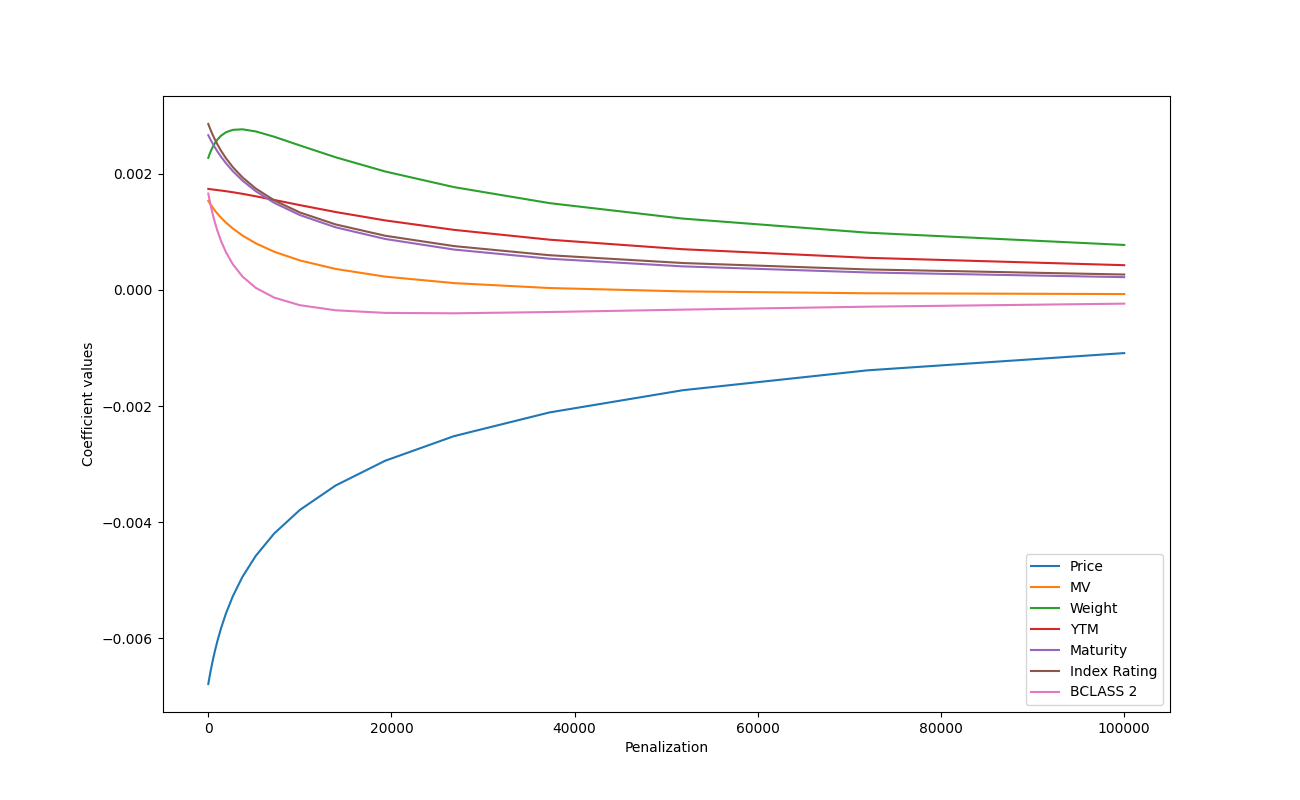 0.002
0.000
−0.002
−0.004
−0.006
Coefficient values
0
20000
40000
60000
80000
100000
Penalization
Price
MV
Weight
YTM
Maturity
Index Rating
BCLASS 2